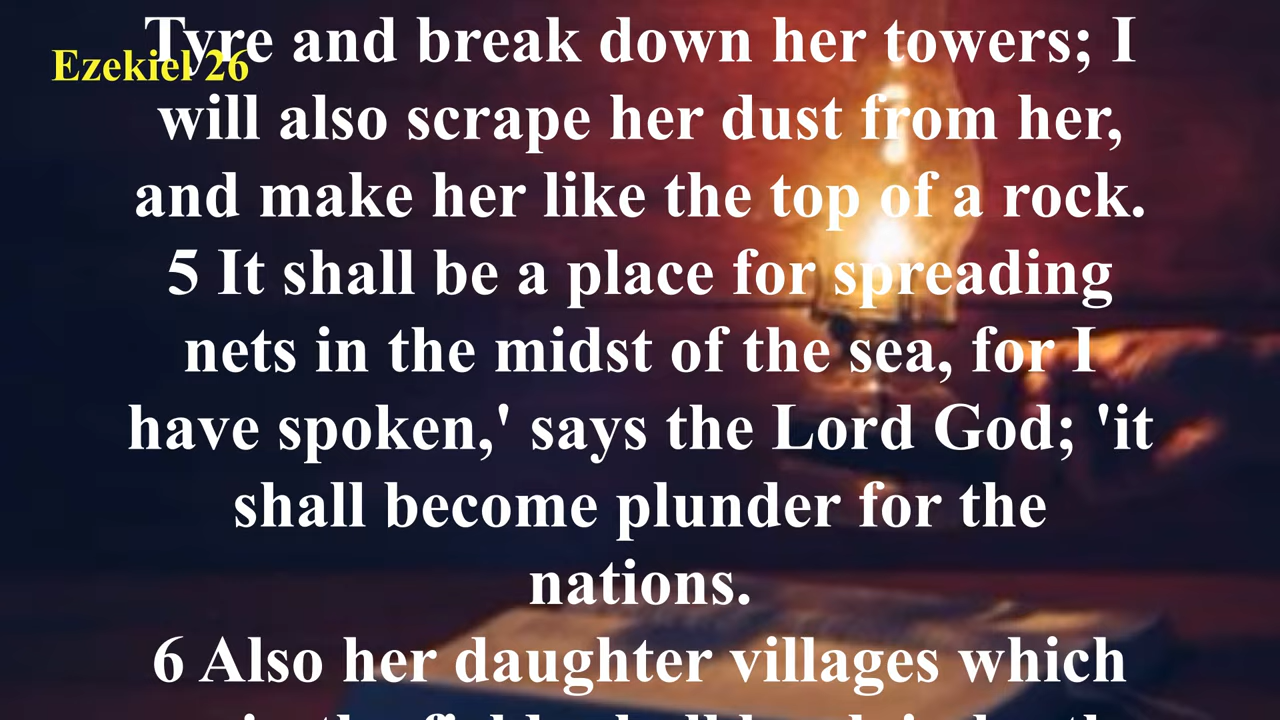 Ezekiel 26
Tyre and break down her towers; I
will also scrape her dust from her,
and make her like the top of a rock.
5 It shall be a place for spreading
nets in the midst of the sea, for I
have spoken,' says the Lord God; 'it
shall become plunder for the
nations.
6 Also her daughter villages which